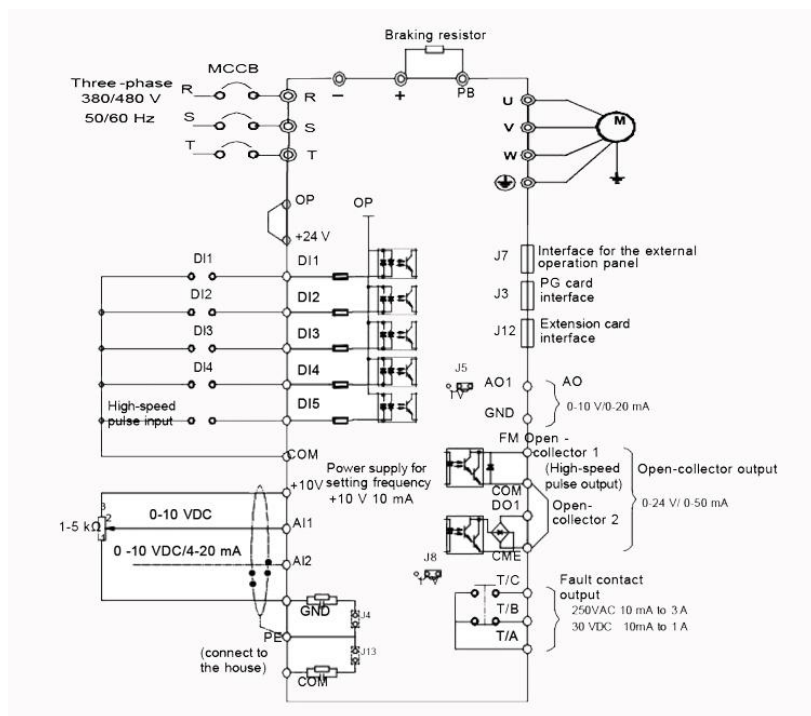 Braking resistor
MCCB
Three-phase
380/480 V
50/60 Hz
R
S
T
R
S
T
−
+
PB
U
V
W
M
OP
+24 V
OP
DI1
DI2
DI3
DI4
High-speed
pulse input
DI1
DI2
DI3
DI4
DI5
COM
J7
Interface for the external
operation panel
J3
PG card
interface
J12
Extension card
interface
J5
AO1
GND
AO
0-10 V/0-20 mA
FM Open -
collector 1
(High-speed
pulse output)
COM
DO1
Open-
collector 2
CME
Open-collector output
0-24 V/ 0-50 mA
Power supply for
setting frequency
+10 V 10 mA
+10V
3
2
1-5 kΩ
0-10 VDC
AI1
0 -10 VDC/4-20 mA
AI2
J8
GND
J4
PE
(connect to
the house)
J13
COM
T/C
T/B
T/A
Fault contact
output
250VAC 10 mA to 3 A
30 VDC 10mA to 1 A